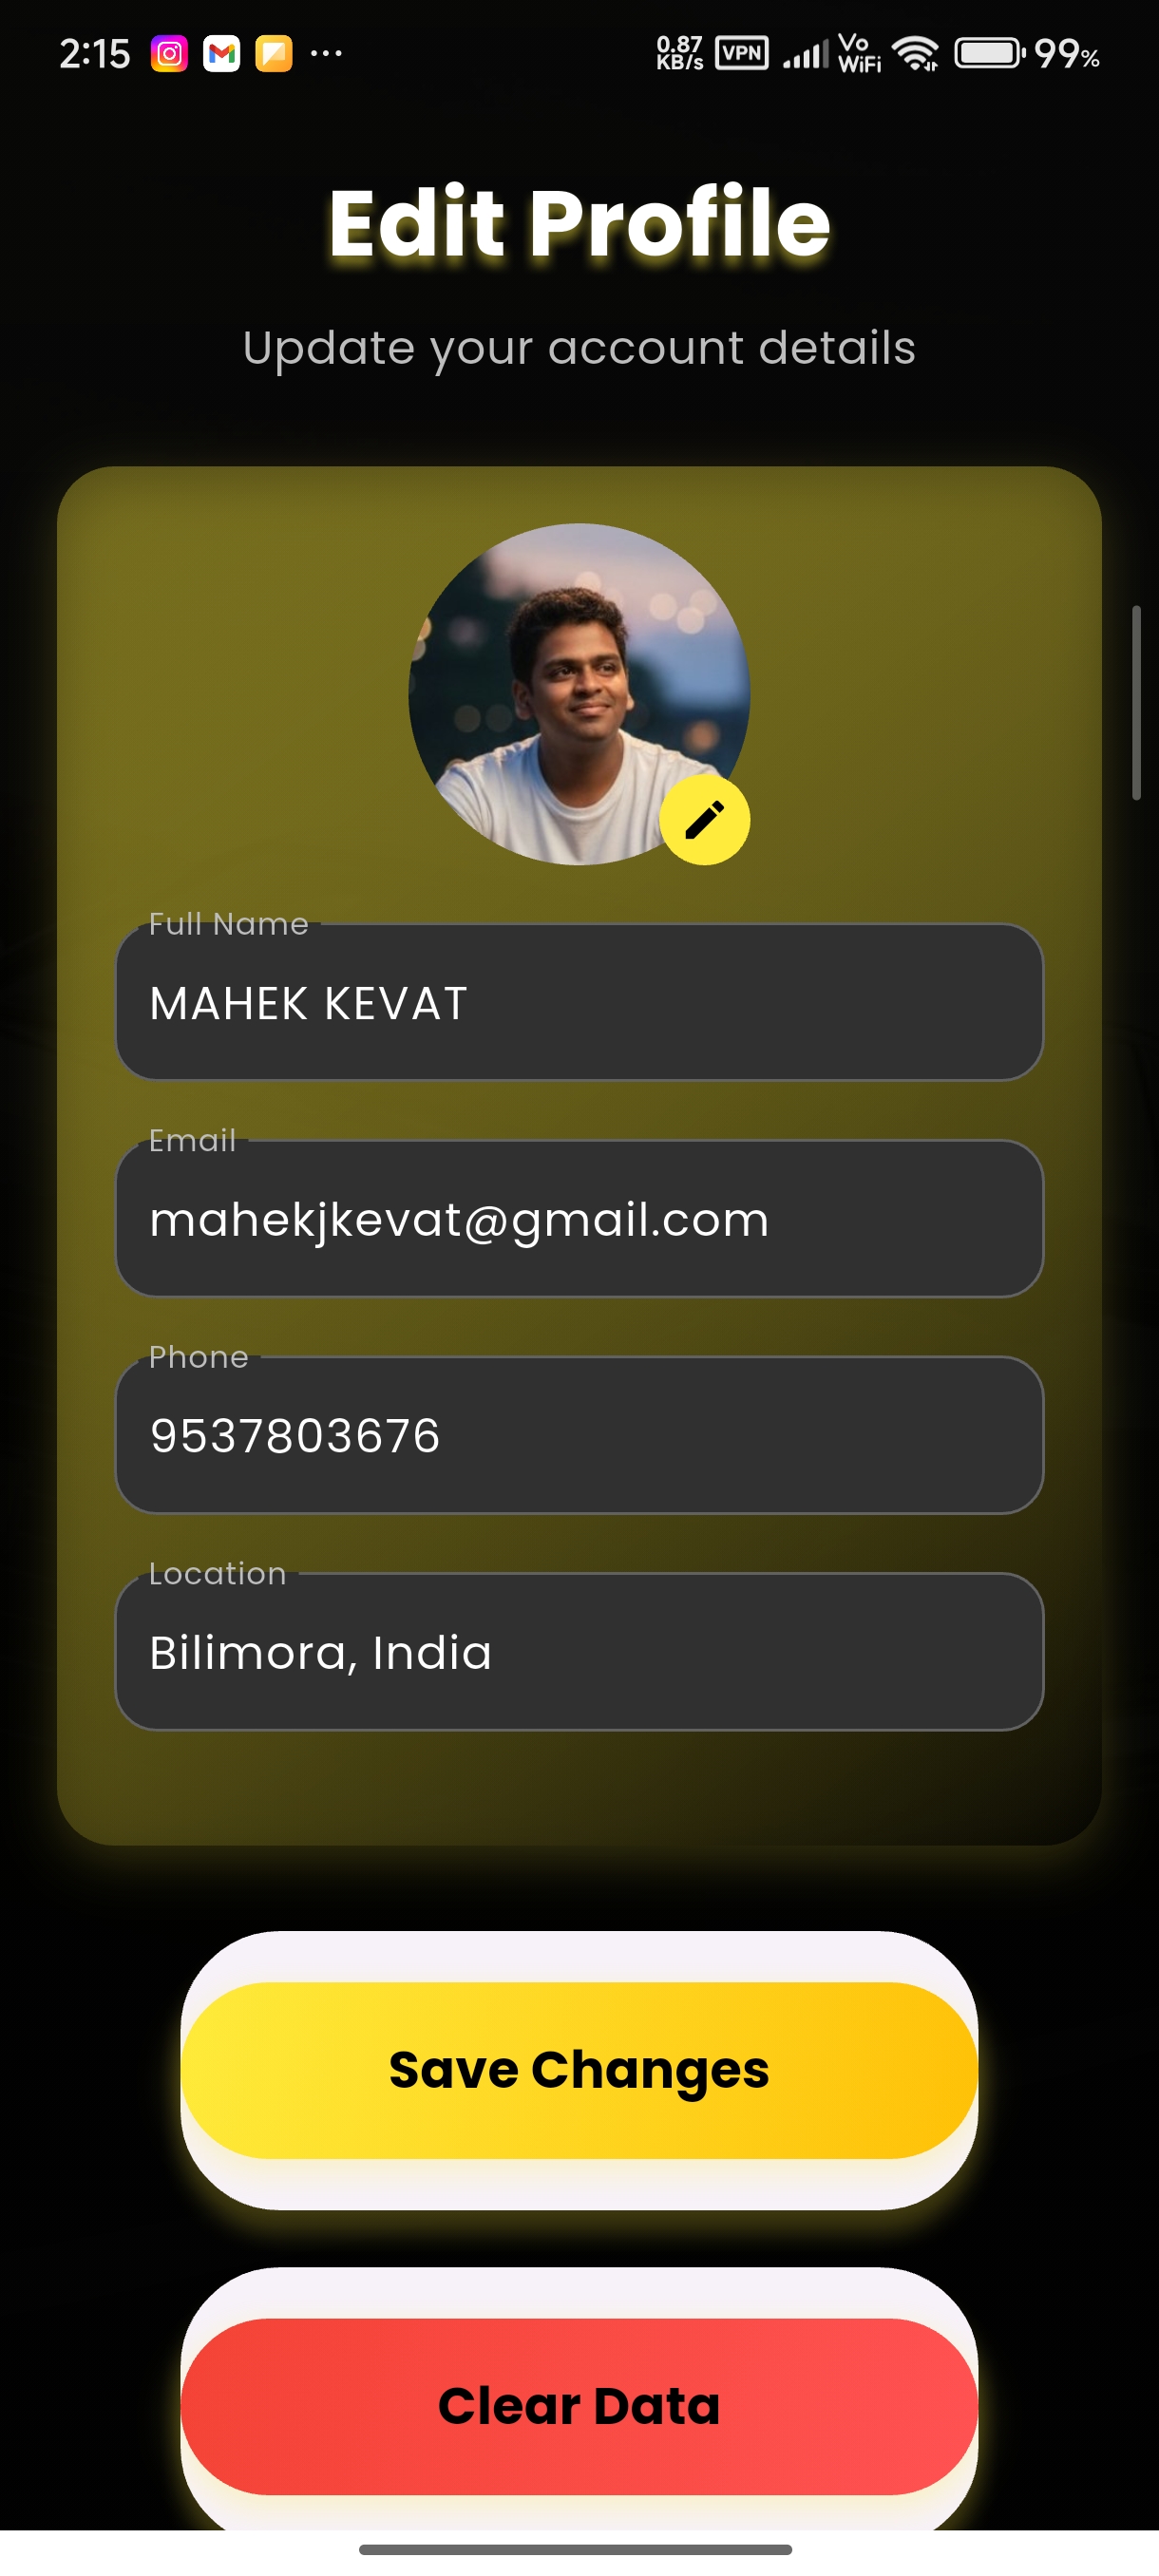 2:15 ... 0.87 KB/s VPN Vo WiFi 99%
Edit Profile
Update your account details
Full Name
MAHEK KEVAT
Email
mahekjkevat@gmail.com
Phone
9537803676
Location
Bilimora, India
Save Changes
Clear Data